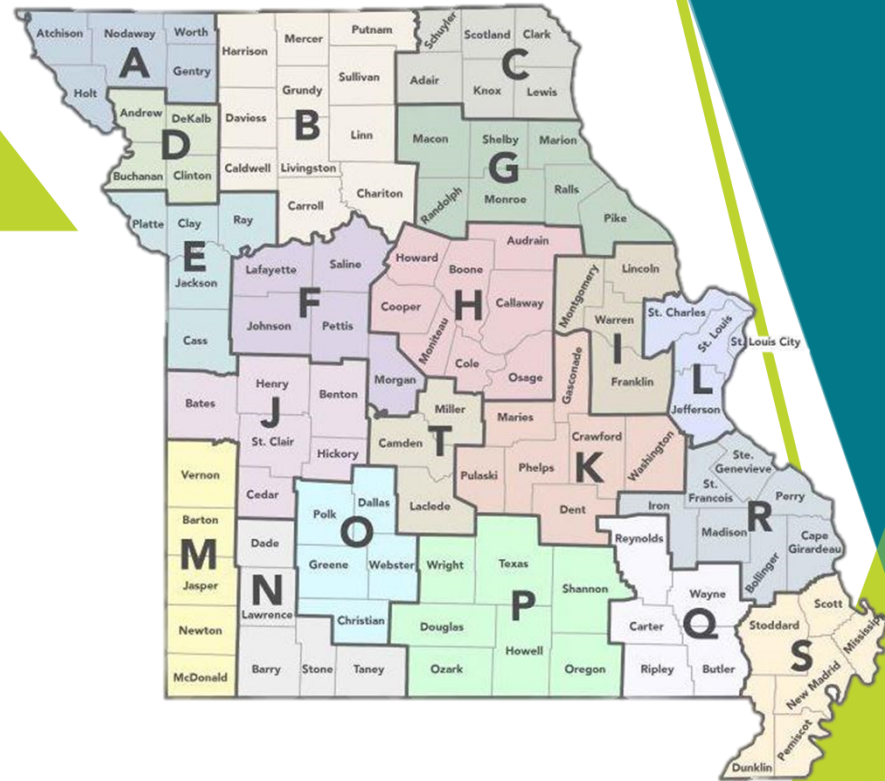 Atchison
Nodaway
Worth
Gentry
Holt
A
Harrison
Mercer
Putnam
Sullivan
Grundy
Daviess
Linn
Caldwell
Livingston
Carroll
Chariton
B
Schuyler
Scotland
Clark
Adair
Knox
Lewis
C
Andrew
DeKalb
Buchanan
Clinton
D
Platte
Clay
Ray
Jackson
Cass
E
Lafayette
Saline
Johnson
Pettis
Morgan
F
Macon
Shelby
Marion
Randolph
Monroe
Ralls
Pike
G
Howard
Boone
Audrain
Cooper
Moniteau
Callaway
Cole
Osage
H
Montgomery
Lincoln
Warren
Franklin
I
St. Charles
St. Louis
St. Louis City
Jefferson
L
Bates
Henry
Benton
St. Clair
Hickory
Cedar
J
Miller
Camden
Laclede
T
Gasconade
Maries
Crawford
Washington
Pulaski
Phelps
Dent
K
Vernon
Barton
Jasper
Newton
McDonald
M
Dade
Lawrence
Barry
Stone
Taney
N
Polk
Dallas
Greene
Webster
Christian
O
Wright
Texas
Shannon
Douglas
Howell
Ozark
Oregon
P
Reynolds
Wayne
Carter
Ripley
Butler
Q
Ste.
Genevieve
St.
Francois
Perry
Iron
Madison
Cape
Girardeau
Bollinger
R
Scott
Stoddard
New Madrid
Pemiscot
Dunklin
S